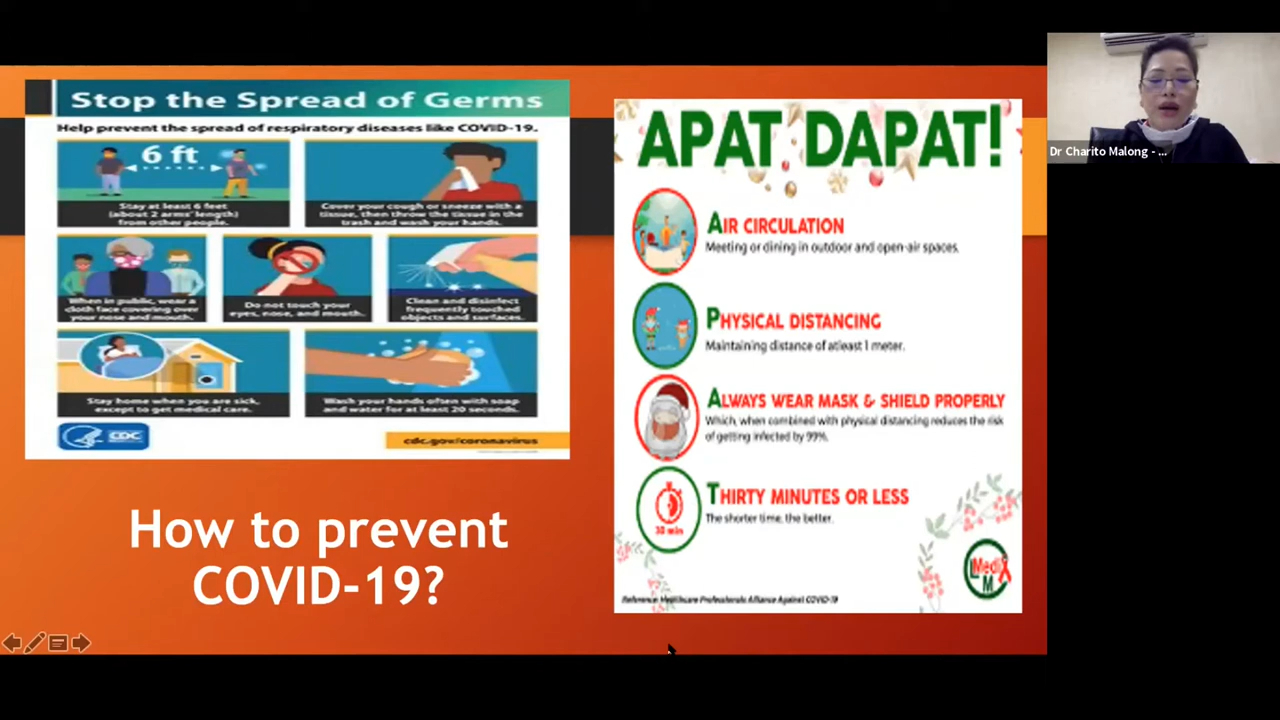 Stop the Spread of Germs
Help prevent the spread of respiratory diseases like COVID-19.
6 ft
Stay at least 6 feet
(about 2 arms' length)
from other people.
Cover your cough or sneeze with a
tissue, then throw the tissue in the
trash and wash your hands.
When in public, wear a
cloth face covering over
your nose and mouth.
Do not touch your
eyes, nose, and mouth.
Clean and disinfect
frequently touched
objects and surfaces.
Stay home when you are sick,
except to get medical care.
Wash your hands often with soap
and water for at least 20 seconds.
CDC
cdc.gov/coronavirus
How to prevent
COVID-19?
APAT DAPAT!
AIR CIRCULATION
Meeting or dining in outdoor and open-air spaces.
PHYSICAL DISTANCING
Maintaining distance of atleast 1 meter.
ALWAYS WEAR MASK & SHIELD PROPERLY
Which, when combined with physical distancing reduces the risk
of getting infected by 99%.
THIRTY MINUTES OR LESS
The shorter time, the better.
30 min
LMedix
M
Reference: Healthcare Professionals Alliance Against COVID-19
Dr Charito Malong - ...